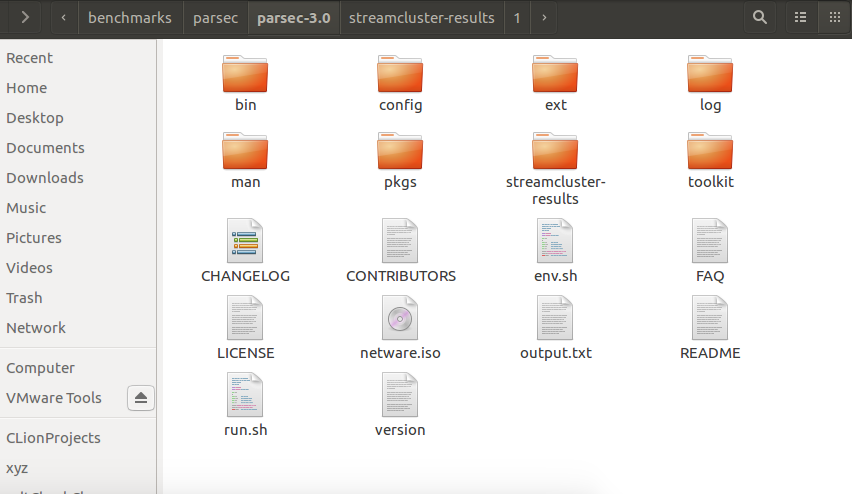 benchmarks parsec parsec-3.0 streamcluster-results 1
Recent
Home
Desktop
Documents
Downloads
Music
Pictures
Videos
Trash
Network
Computer
VMware Tools
CLionProjects
xyz
bin config ext log
man pkgs streamcluster- toolkit
results
CHANGELOG CONTRIBUTORS env.sh FAQ
LICENSE netware.iso output.txt README
run.sh version